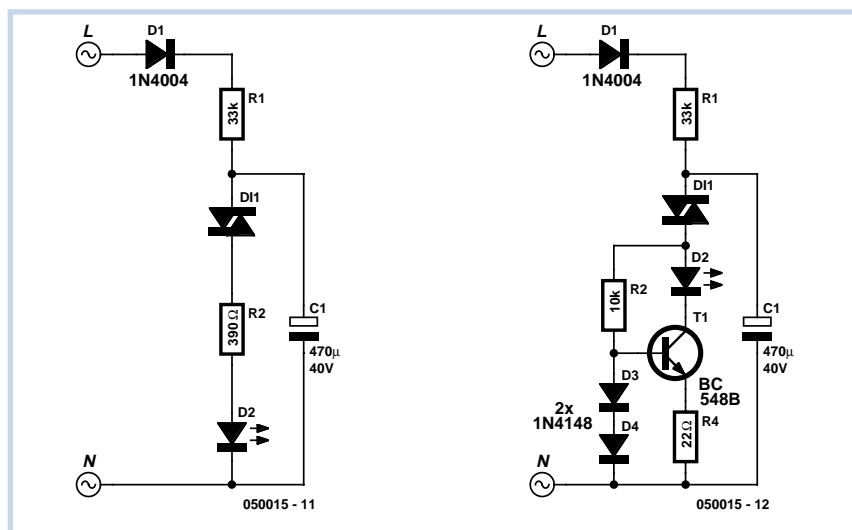 L
D1
1N4004
R1
33k
DI1
R2
390Ω
C1
470µ
40V
D2
N
050015 - 11
L
D1
1N4004
R1
33k
DI1
D2
R2
10k
T1
C1
470µ
40V
BC
548B
D3
2x
1N4148
D4
R4
22Ω
N
050015 - 12